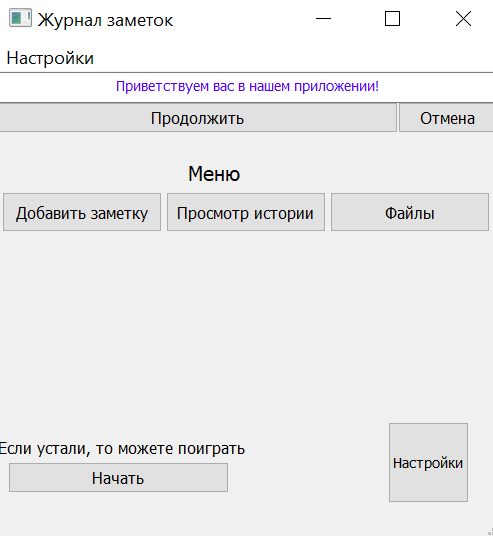 Журнал заметок
Настройки
Приветствуем вас в нашем приложении!
Продолжить Отмена
Меню
Добавить заметку Просмотр истории Файлы
Если устали, то можете поиграть
Настройки
Начать